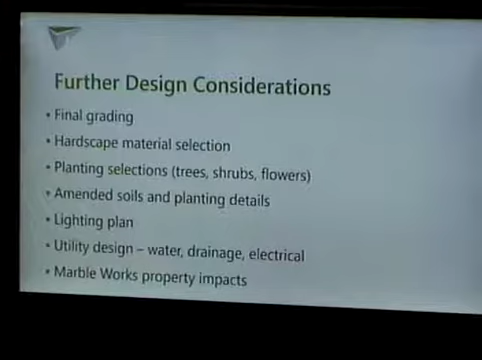 Further Design Considerations
• Final grading
• Hardscape material selection
• Planting selections (trees, shrubs, flowers)
• Amended soils and planting details
• Lighting plan
• Utility design – water, drainage, electrical
• Marble Works property impacts